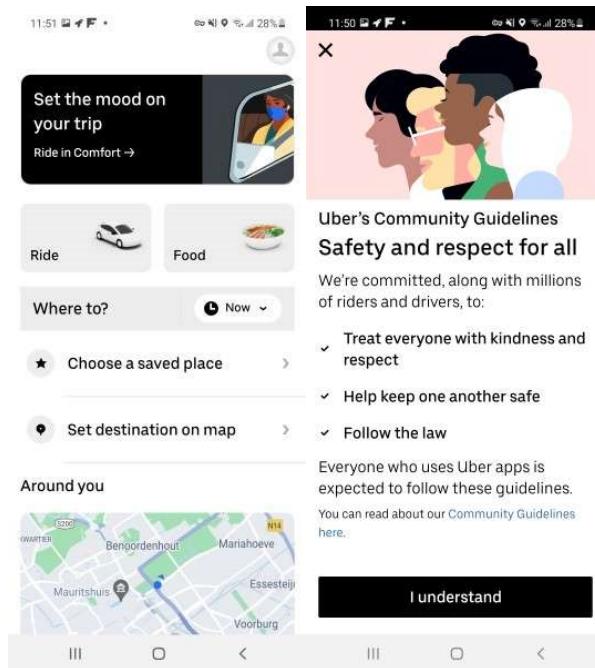 11:51
28%
Set the mood on
your trip
Ride in Comfort →
Ride
Food
Where to?
Now
Choose a saved place
Set destination on map
Around you
S200
N14
Benoordenhout
Mariahoeve
Mauritshuis
Voorburg
11:50
28%
Uber's Community Guidelines
Safety and respect for all
We're committed, along with millions
of riders and drivers, to:
Treat everyone with kindness and
respect
Help keep one another safe
Follow the law
Everyone who uses Uber apps is
expected to follow these guidelines.
You can read about our Community Guidelines
here.
I understand